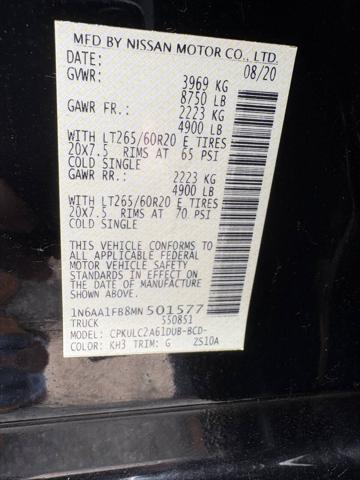 MFD BY NISSAN MOTOR CO., LTD.
DATE: 08/20
GVWR: 3969 KG
8750 LB
GAWR FR.: 2223 KG
4900 LB
WITH LT265/60R20 E TIRES
20X7.5 RIMS AT 65 PSI
COLD SINGLE
GAWR RR.: 2223 KG
4900 LB
WITH LT265/60R20 E TIRES
20X7.5 RIMS AT 70 PSI
COLD SINGLE
THIS VEHICLE CONFORMS TO
ALL APPLICABLE FEDERAL
MOTOR VEHICLE SAFETY
STANDARDS IN EFFECT ON
THE DATE OF MANUFACTURE
SHOWN ABOVE.
1N6AA1FB8MN501577
TRUCK 550851
MODEL: CPKULC2A61DUB-BCD-
COLOR: KH3 TRIM: G ZS10A